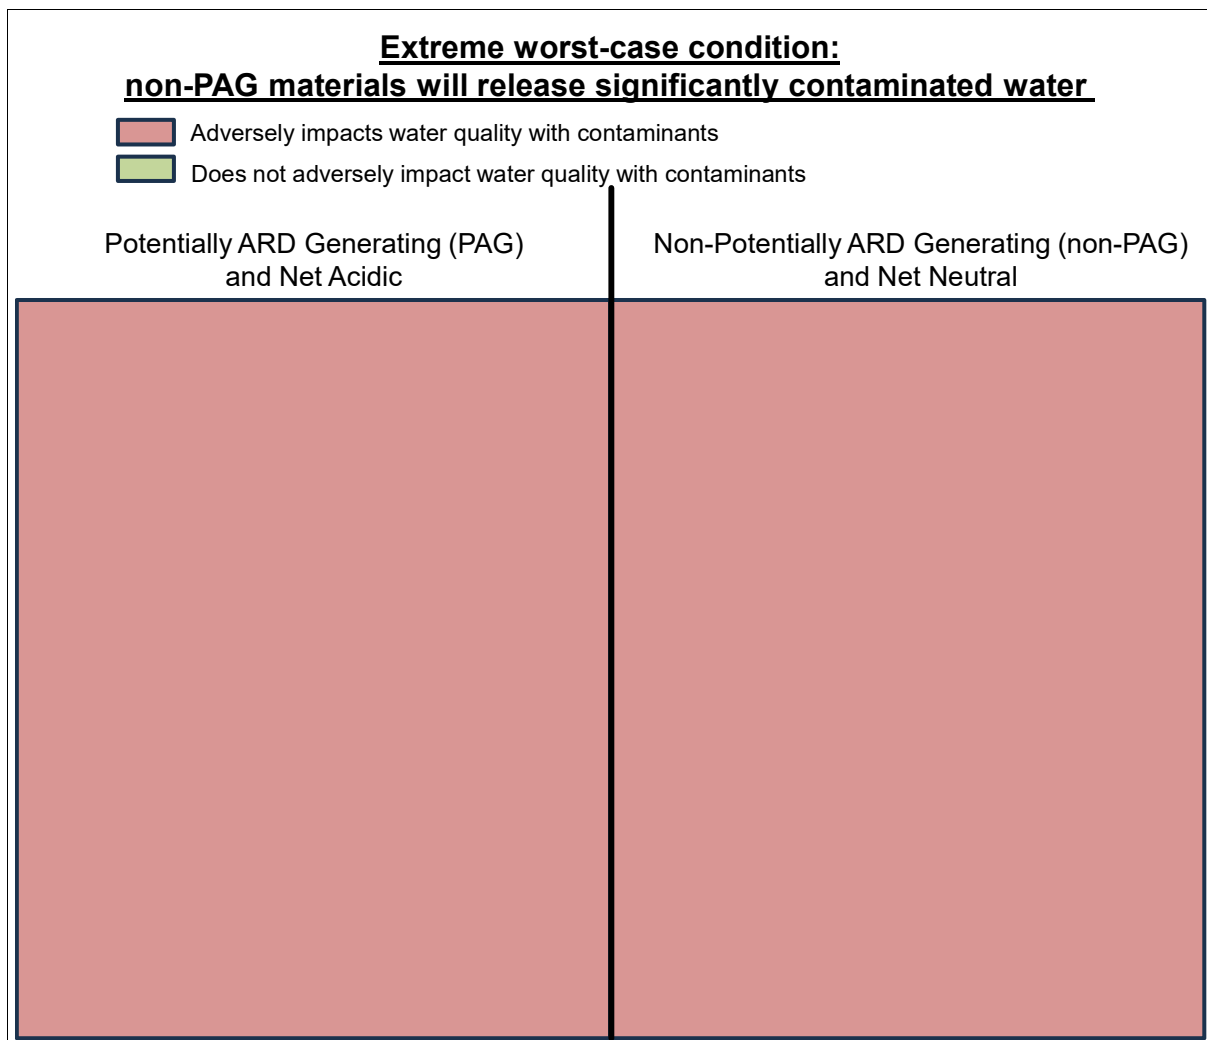 Extreme worst-case condition:
non-PAG materials will release significantly contaminated water
Adversely impacts water quality with contaminants
Does not adversely impact water quality with contaminants
Potentially ARD Generating (PAG)
and Net Acidic
Non-Potentially ARD Generating (non-PAG)
and Net Neutral